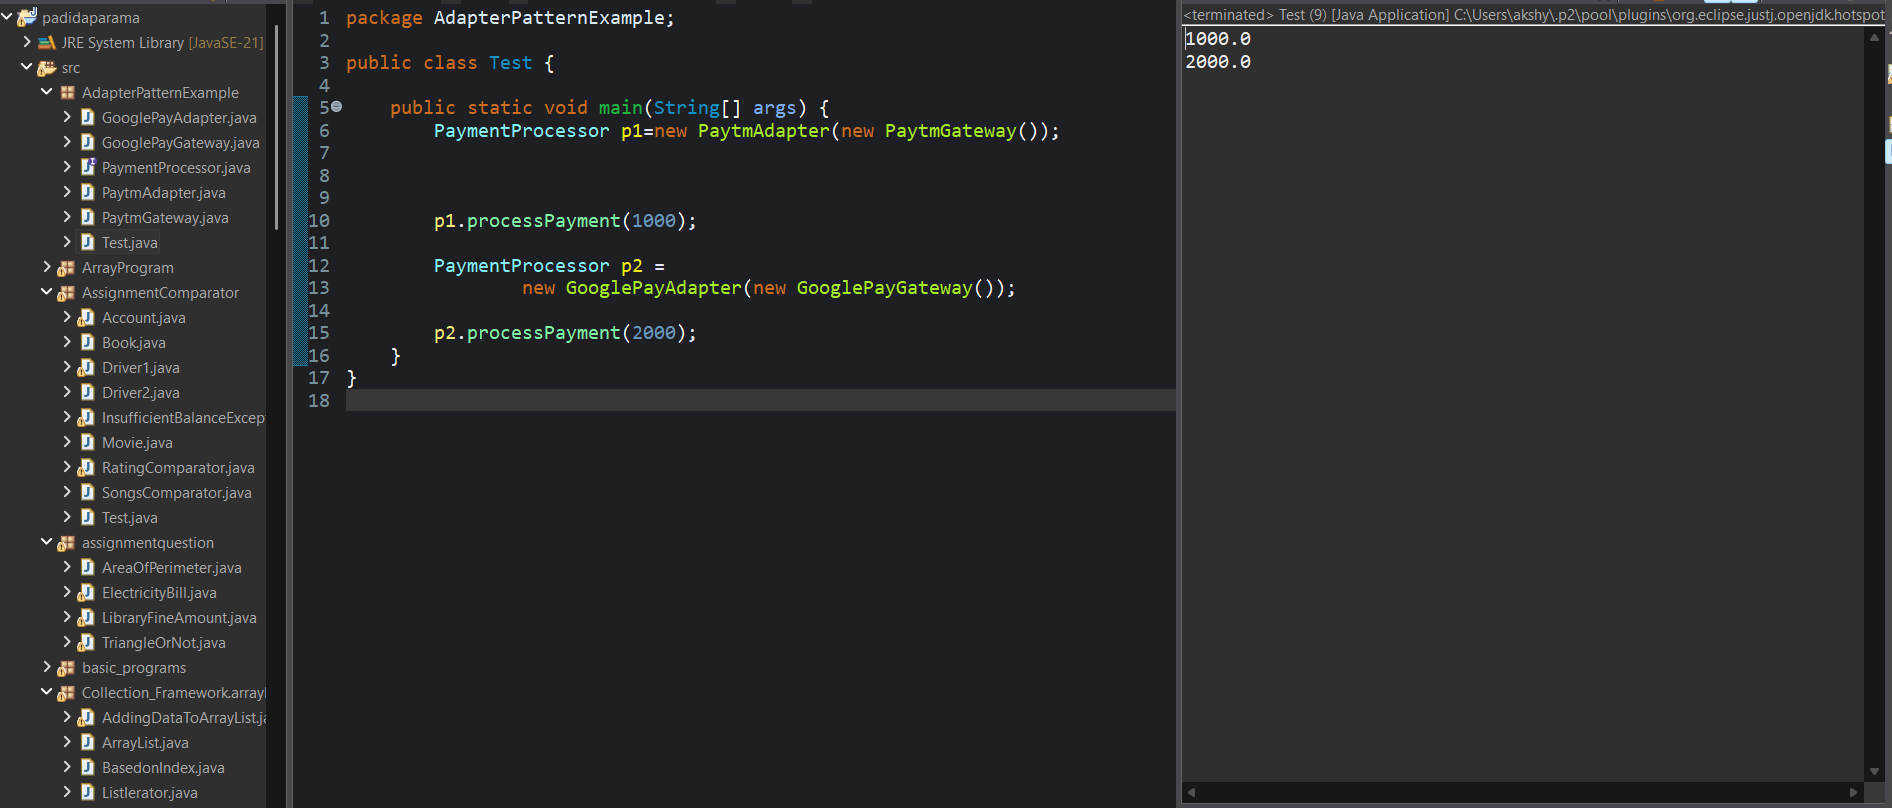 padidaparama
JRE System Library [JavaSE-21]
src
AdapterPatternExample
GooglePayAdapter.java
GooglePayGateway.java
PaymentProcessor.java
PaytmAdapter.java
PaytmGateway.java
Test.java
ArrayProgram
AssignmentComparator
Account.java
Book.java
Driver1.java
Driver2.java
InsufficientBalanceExcep
Movie.java
RatingComparator.java
SongsComparator.java
Test.java
assignmentquestion
AreaOfPerimeter.java
ElectricityBill.java
LibraryFineAmount.java
TriangleOrNot.java
basic_programs
Collection_Framework.arrayl
AddingDataToArrayList.ja
ArrayList.java
BasedonIndex.java
ListIerator.java
1 package AdapterPatternExample;
2
3 public class Test {
4
5 public static void main(String[] args) {
6 PaymentProcessor p1=new PaytmAdapter(new PaytmGateway());
7
8
9
10 p1.processPayment(1000);
11
12 PaymentProcessor p2 =
13 new GooglePayAdapter(new GooglePayGateway());
14
15 p2.processPayment(2000);
16 }
17 }
18
<terminated> Test (9) [Java Application] C:\Users\akshy\.p2\pool\plugins\org.eclipse.justj.openjdk.hotspot
1000.0
2000.0